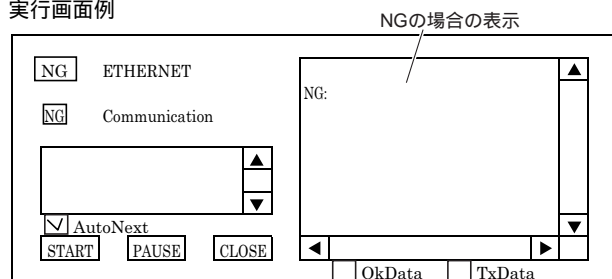 実行画面例
NGの場合の表示
NG ETHERNET
NG:
NG Communication
AutoNext
START PAUSE CLOSE
OkData TxData